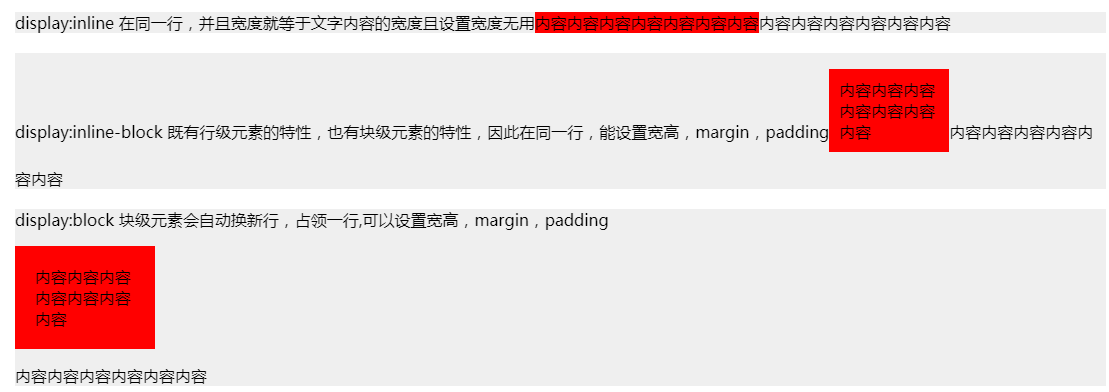 display:inline 在同一行，并且宽度就等于文字内容的宽度且设置宽度无用内容内容内容内容内容内容内容内容内容内容内容内容内容
内容内容内容
内容内容内容
display:inline-block 既有行级元素的特性，也有块级元素的特性，因此在同一行，能设置宽高，margin，padding 内容 内容内容内容内容内
容内容
display:block 块级元素会自动换新行，占领一行,可以设置宽高，margin，padding
内容内容内容
内容内容内容
内容
内容内容内容内容内容内容